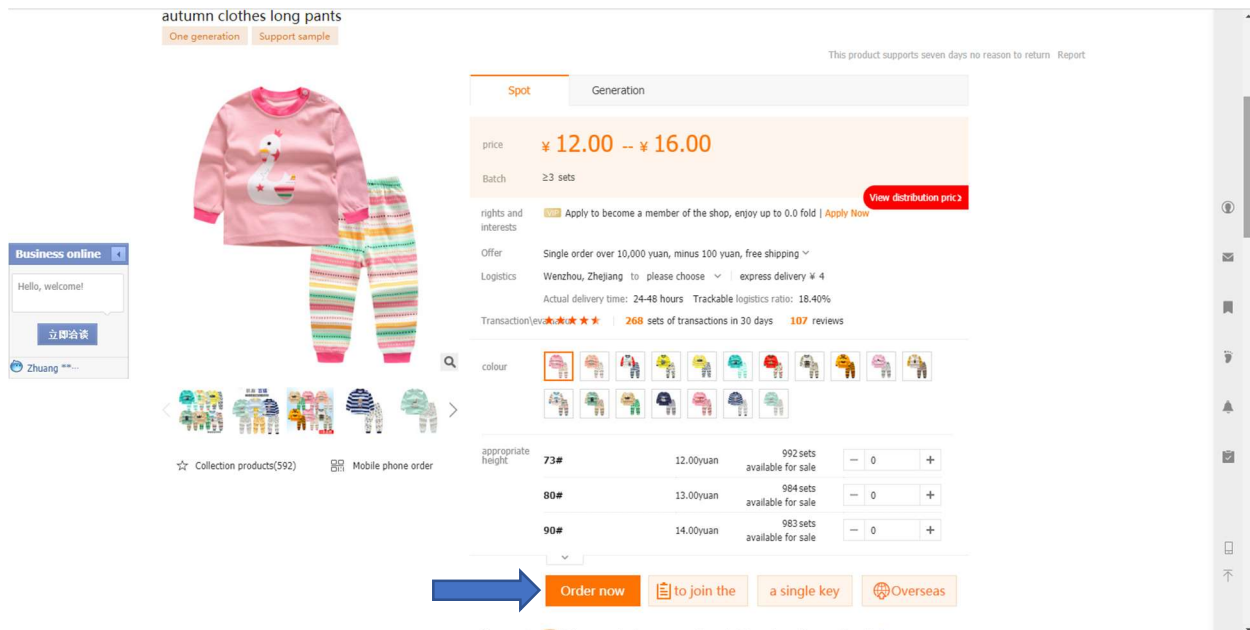 autumn clothes long pants
One generation Support sample
This product supports seven days no reason to return Report
Spot Generation
price ¥ 12.00 -- ¥ 16.00
Batch ≥3 sets
View distribution pric
rights and interests VIP Apply to become a member of the shop, enjoy up to 0.0 fold | Apply Now
Offer Single order over 10,000 yuan, minus 100 yuan, free shipping
Logistics Wenzhou, Zhejiang to please choose express delivery ¥ 4
Actual delivery time: 24-48 hours Trackable logistics ratio: 18.40%
Transaction\ 268 sets of transactions in 30 days 107 reviews
Business online
Hello, welcome!
立即洽谈
Zhuang **...
colour
Collection products(592) Mobile phone order
appropriate height
73# 12.00yuan 992 sets available for sale − 0 +
80# 13.00yuan 984 sets available for sale − 0 +
90# 14.00yuan 983 sets available for sale − 0 +
Order now to join the a single key Overseas